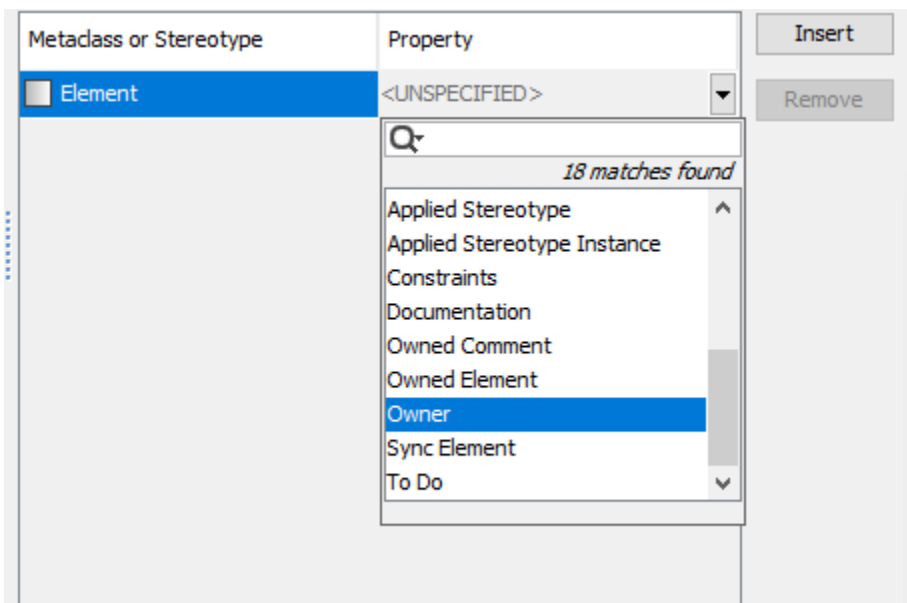 Metaclass or Stereotype
Property
Insert
Element
<UNSPECIFIED>
Remove
18 matches found
Applied Stereotype
Applied Stereotype Instance
Constraints
Documentation
Owned Comment
Owned Element
Owner
Sync Element
To Do